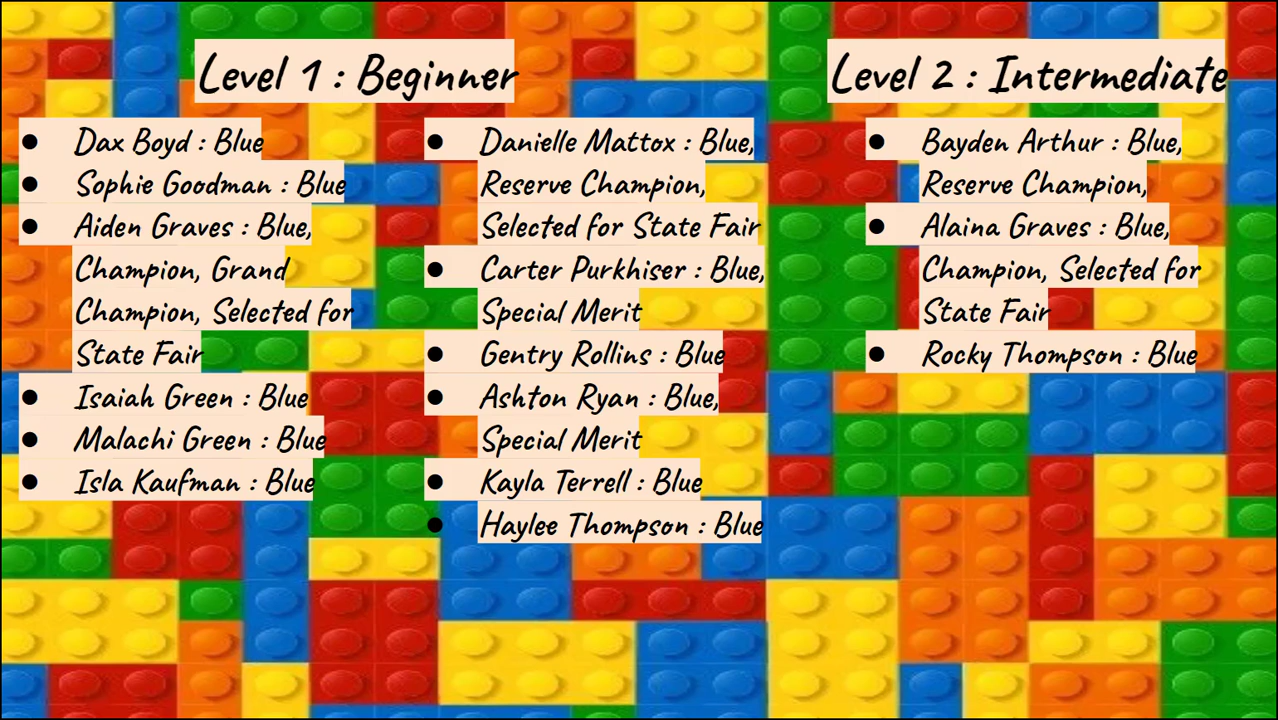 Level 1 : Beginner
● Dax Boyd : Blue
● Sophie Goodman : Blue
● Aiden Graves : Blue,
Champion, Grand
Champion, Selected for
State Fair
● Isaiah Green : Blue
● Malachi Green : Blue
● Isla Kaufman : Blue
● Danielle Mattox : Blue,
Reserve Champion,
Selected for State Fair
● Carter Purkhiser : Blue,
Special Merit
● Gentry Rollins : Blue
● Ashton Ryan : Blue,
Special Merit
● Kayla Terrell : Blue
● Haylee Thompson : Blue
Level 2 : Intermediate
● Bayden Arthur : Blue,
Reserve Champion,
● Alaina Graves : Blue,
Champion, Selected for
State Fair
● Rocky Thompson : Blue